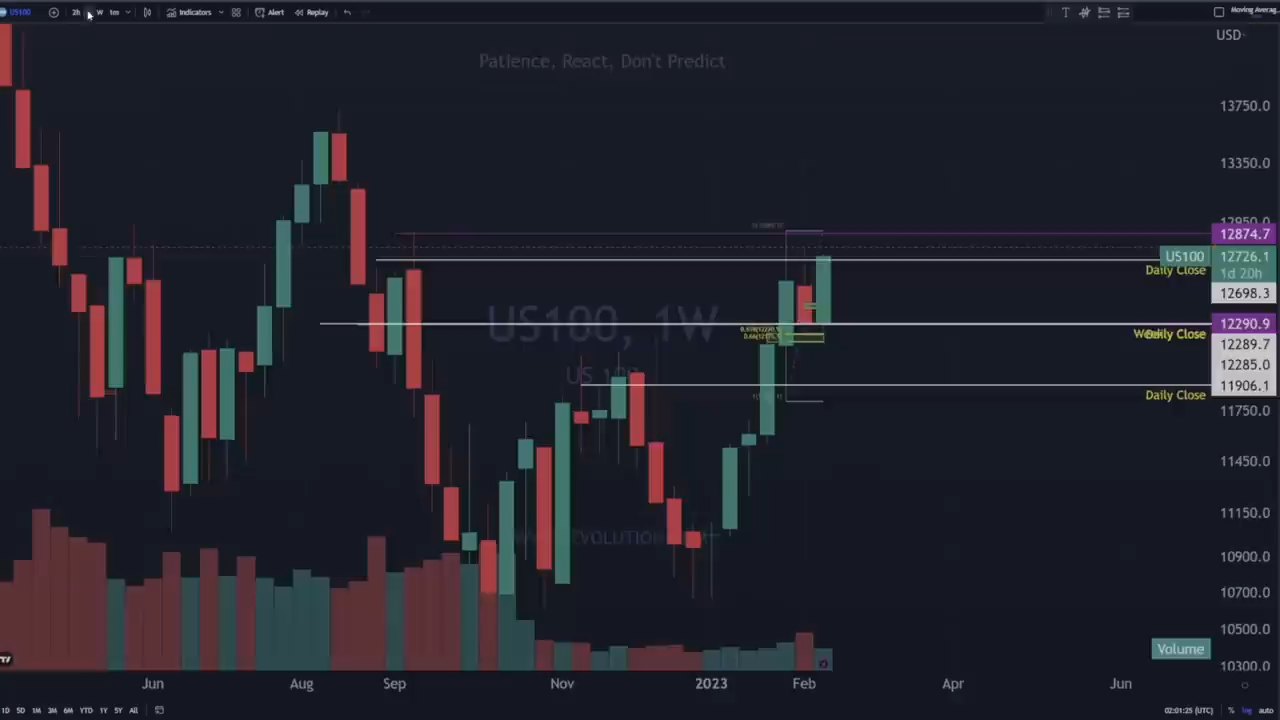 US100 2h W 1m Indicators Alert Replay Moving Averag...
USD
Patience, React, Don't Predict
13750.0
13350.0
12950.0
12874.7
US100 12726.1
1d 20h
Daily Close
12698.3
US100, 1W
12290.9
Weekly Close
12289.7
US 100
12285.0
11906.1
Daily Close
11750.0
11450.0
11150.0
10900.0
10700.0
10500.0
Volume
10300.0
Jun Aug Sep Nov 2023 Feb Apr Jun
1D 5D 1M 3M 6M YTD 1Y 5Y All 02:01:25 (UTC) % log auto